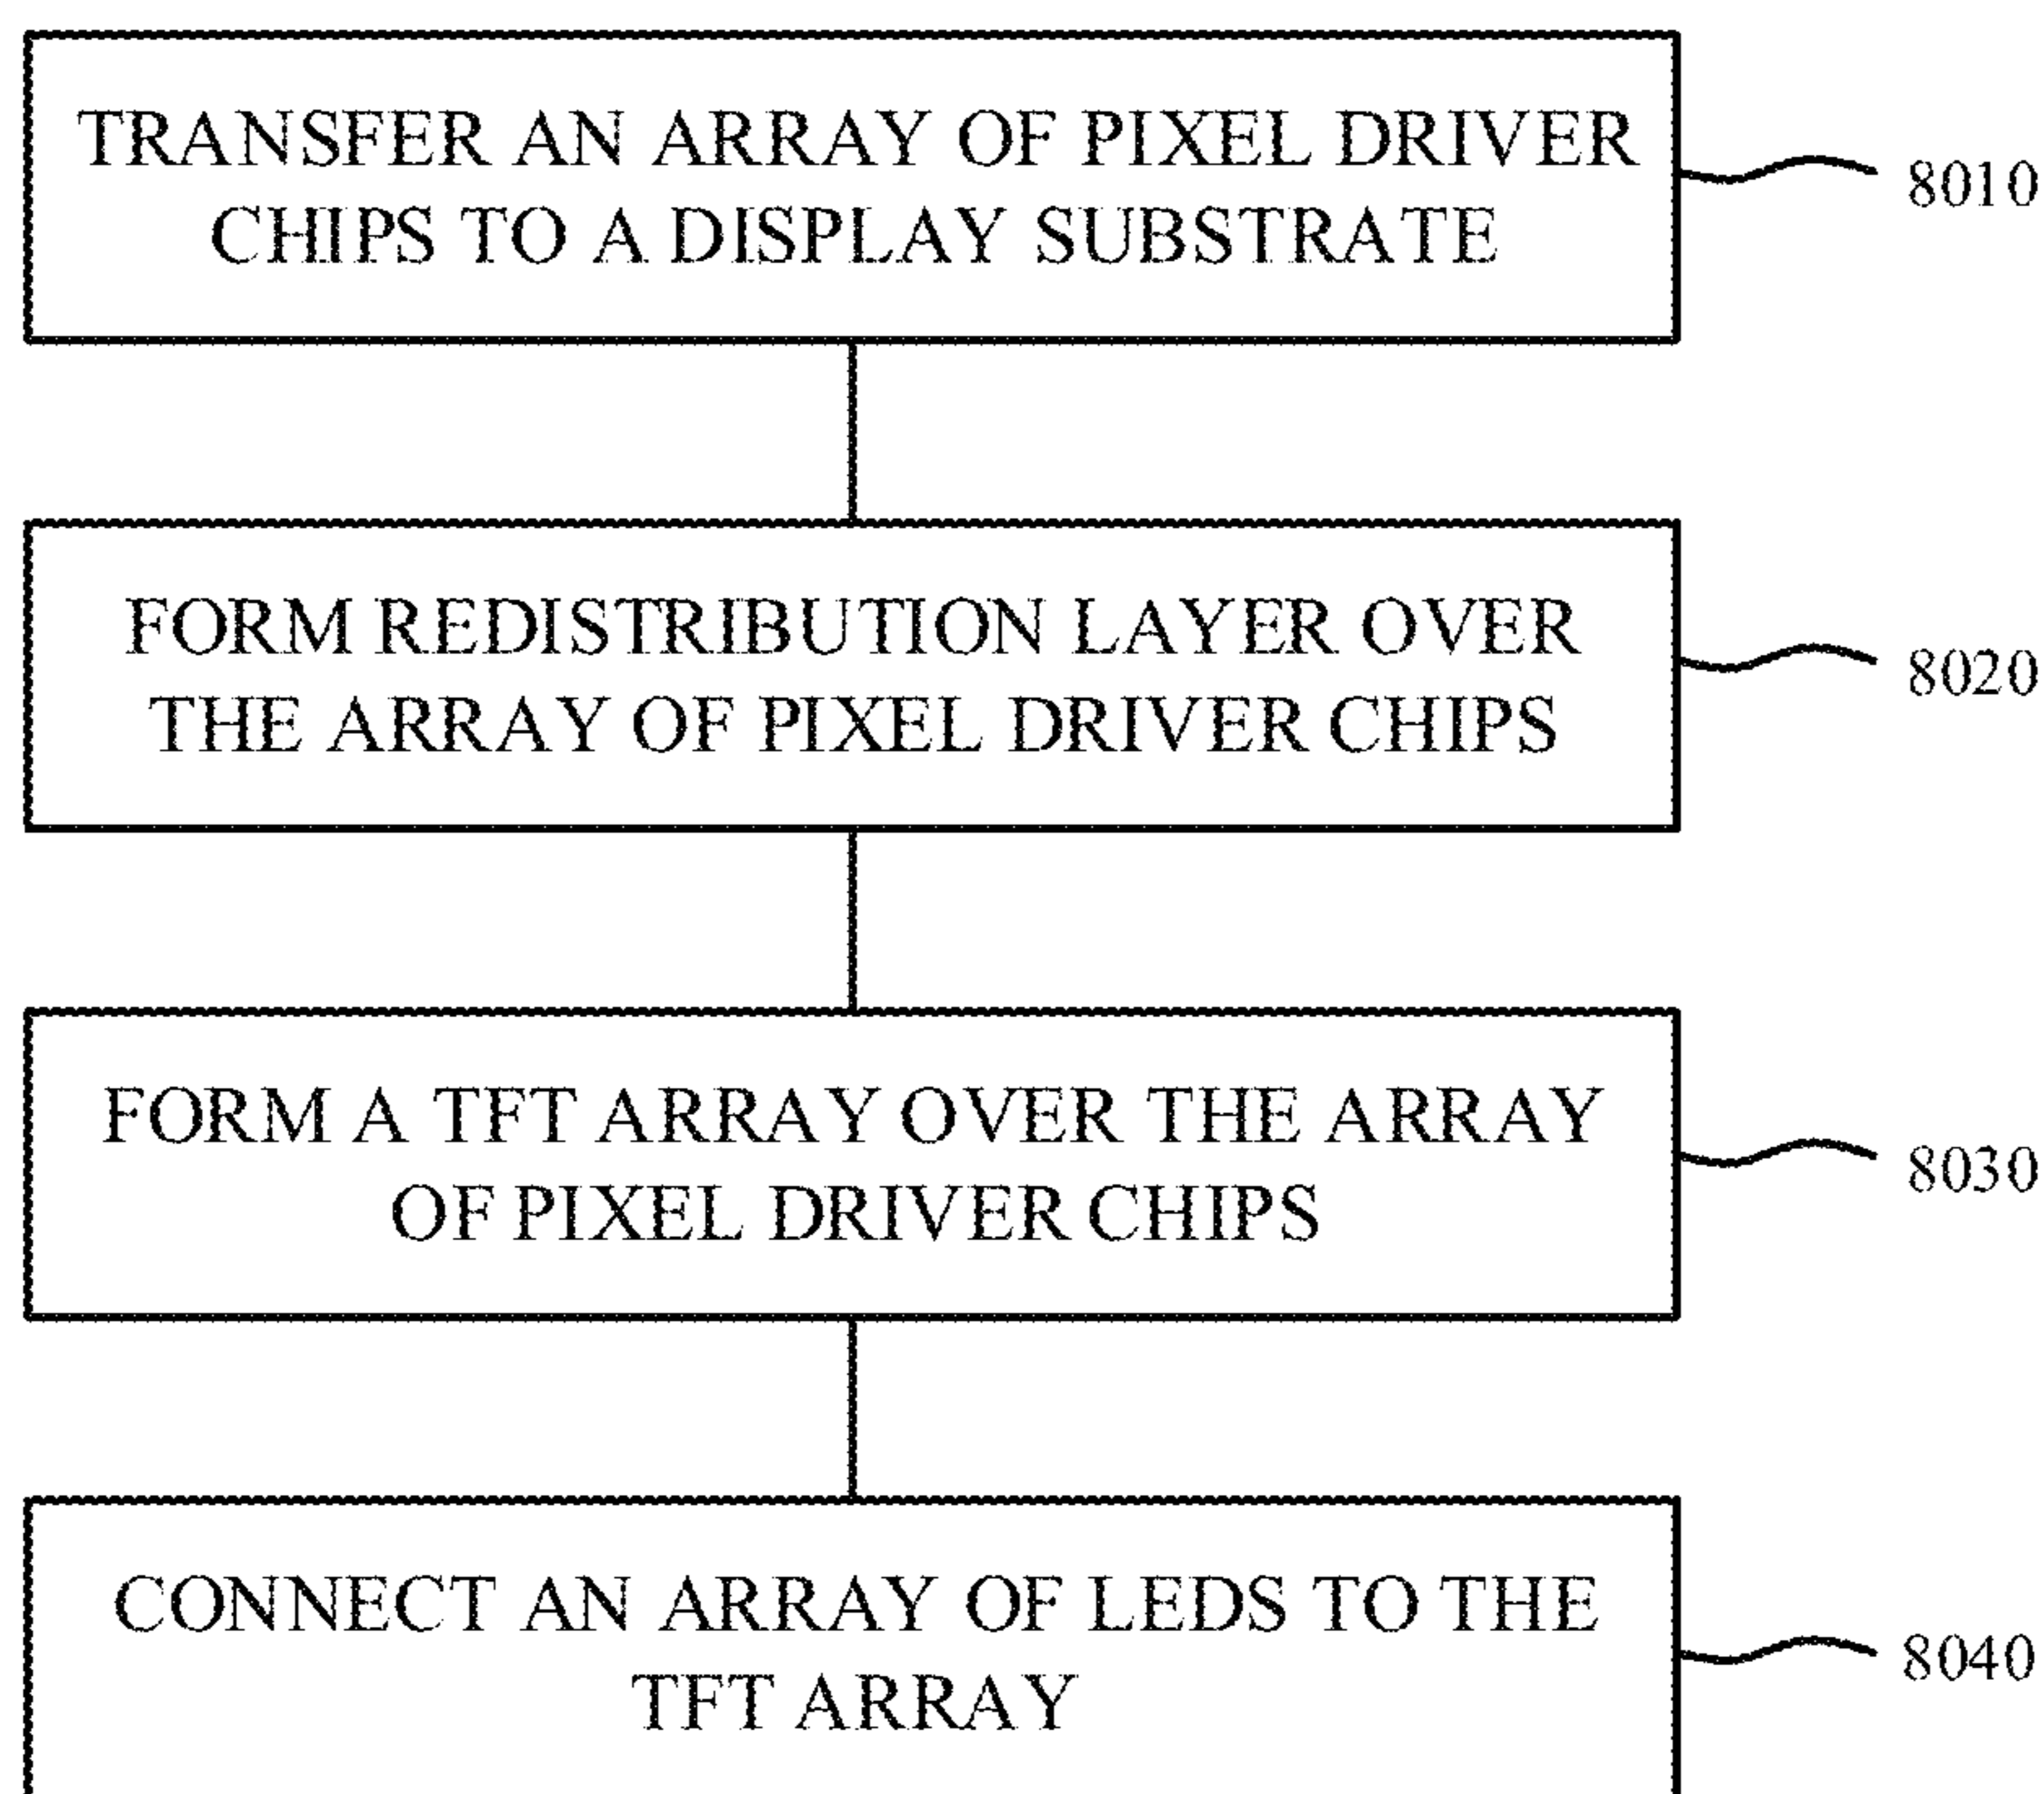 TRANSFER AN ARRAY OF PIXEL DRIVER
CHIPS TO A DISPLAY SUBSTRATE
8010
FORM REDISTRIBUTION LAYER OVER
THE ARRAY OF PIXEL DRIVER CHIPS
8020
FORM A TFT ARRAY OVER THE ARRAY
OF PIXEL DRIVER CHIPS
8030
CONNECT AN ARRAY OF LEDS TO THE
TFT ARRAY
8040